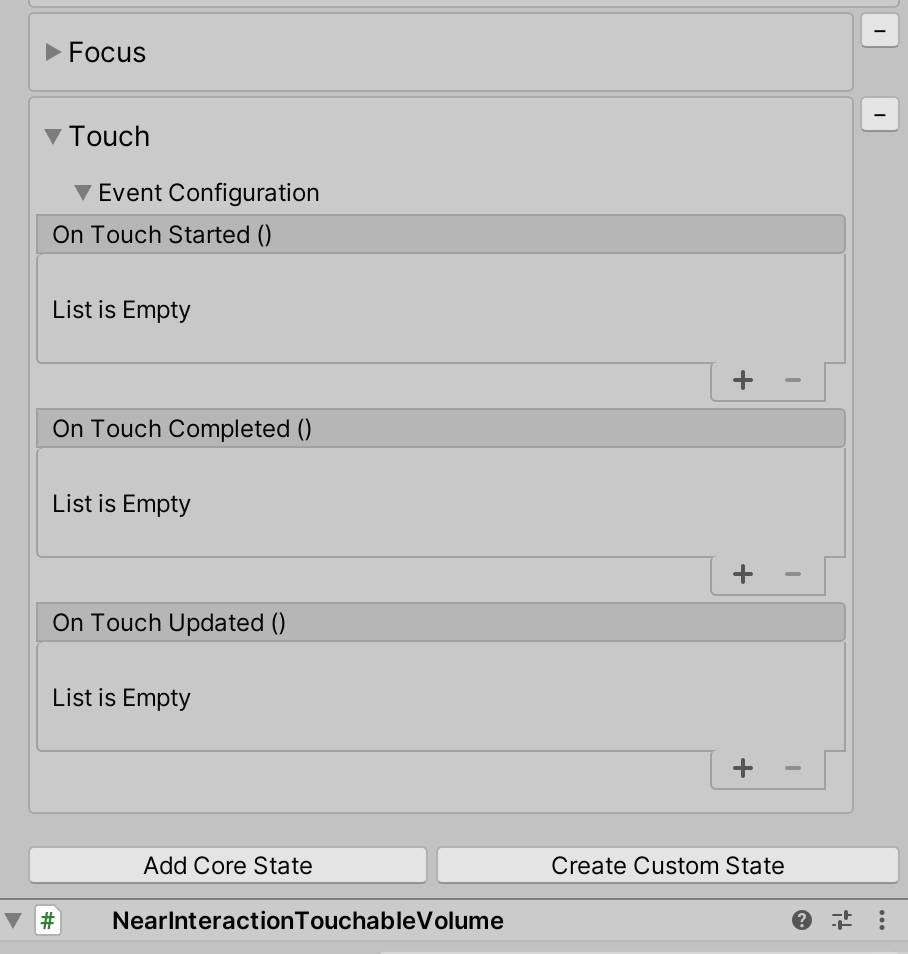 Focus
Touch
Event Configuration
On Touch Started ()
List is Empty
On Touch Completed ()
List is Empty
On Touch Updated ()
List is Empty
Add Core State
Create Custom State
# NearInteractionTouchableVolume